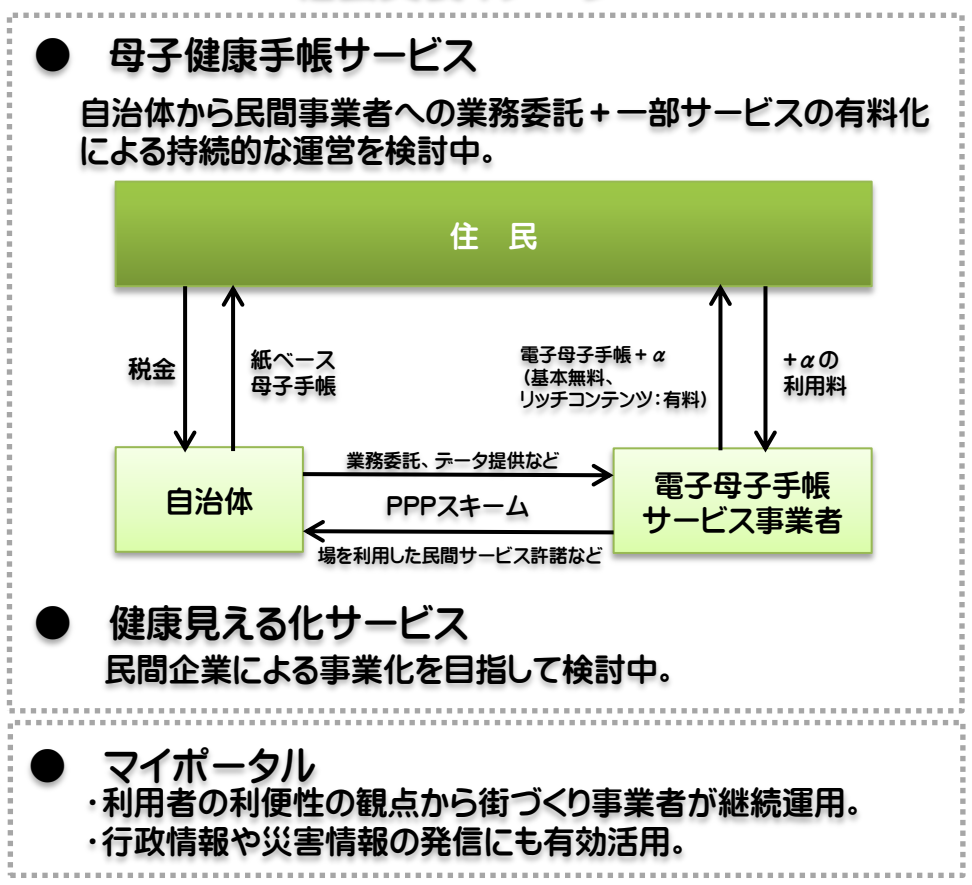 ● 母子健康手帳サービス
自治体から民間事業者への業務委託+一部サービスの有料化
による持続的な運営を検討中。
住 民
税金
紙ベース
母子手帳
電子母子手帳+α
(基本無料、
リッチコンテンツ:有料)
+αの
利用料
自治体
業務委託、データ提供など
PPPスキーム
場を利用した民間サービス許諾など
電子母子手帳
サービス事業者
● 健康見える化サービス
民間企業による事業化を目指して検討中。
● マイポータル
・利用者の利便性の観点から街づくり事業者が継続運用。
・行政情報や災害情報の発信にも有効活用。